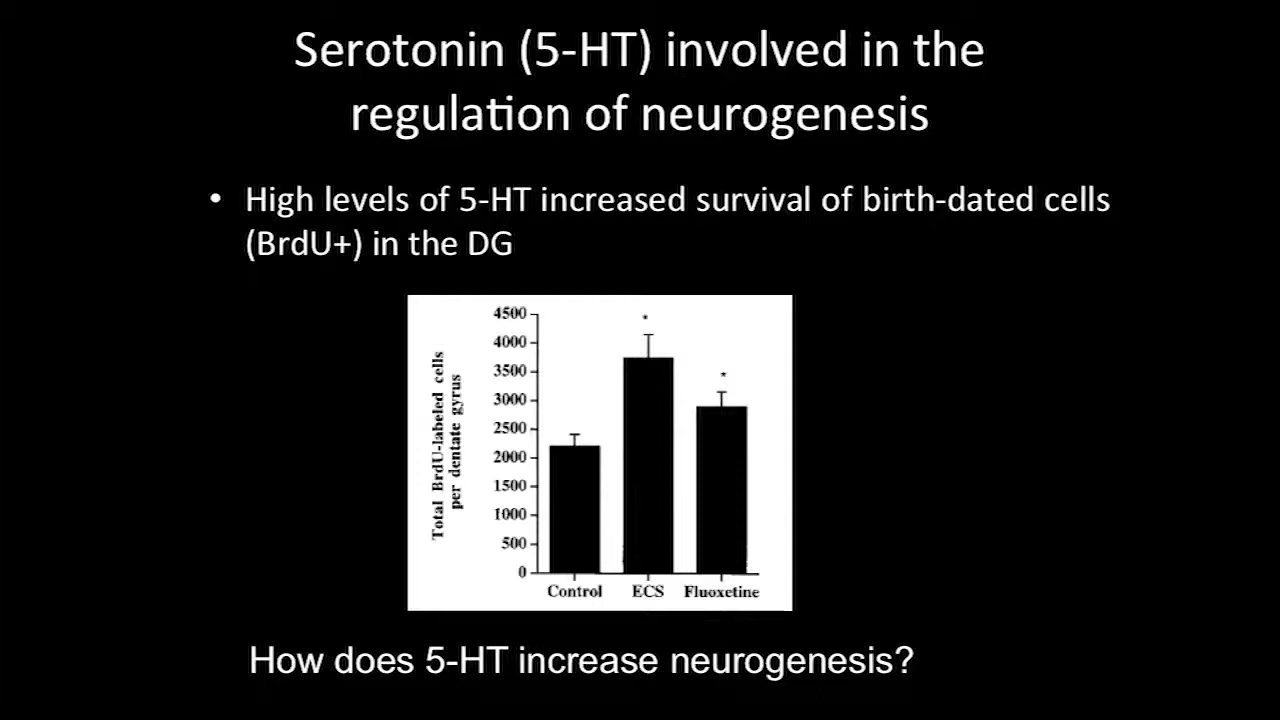 Serotonin (5-HT) involved in the
regulation of neurogenesis
• High levels of 5-HT increased survival of birth-dated cells
(BrdU+) in the DG
Total BrdU-labeled cells
per dentate gyrus
4500
4000
3500
3000
2500
2000
1500
1000
500
0
*
*
Control
ECS
Fluoxetine
How does 5-HT increase neurogenesis?